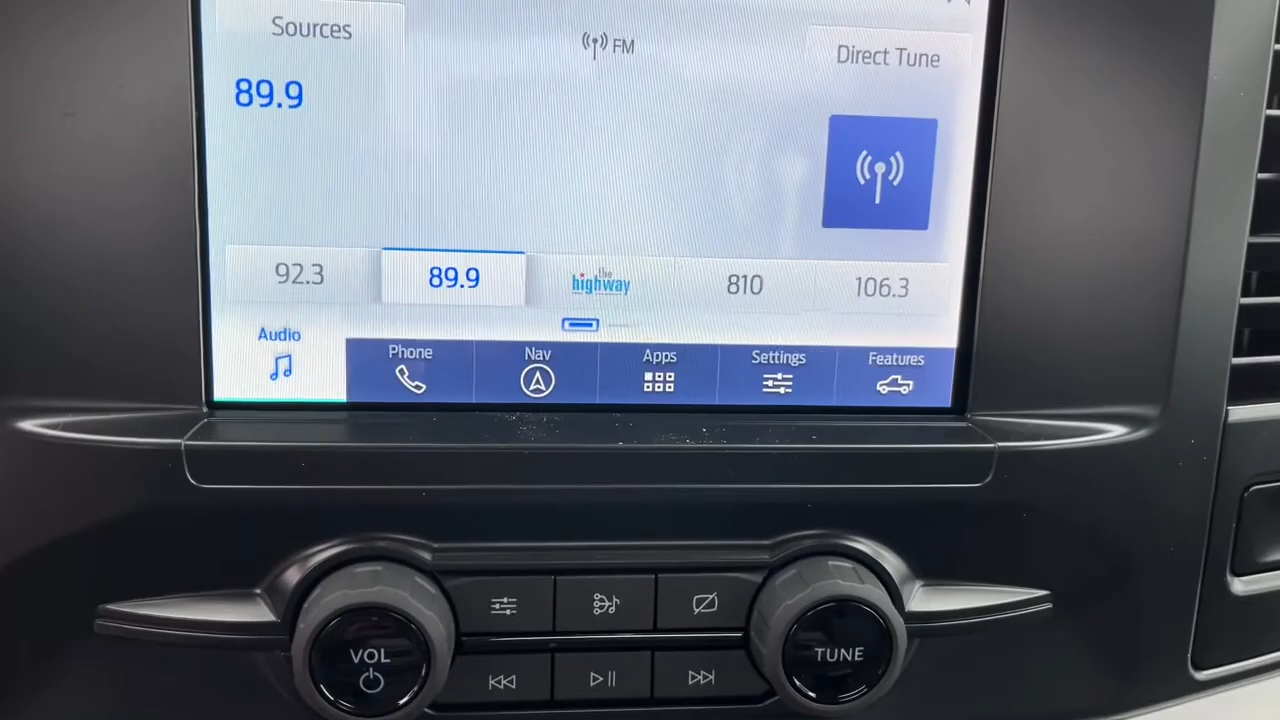 Sources
FM
Direct Tune
89.9
92.3
89.9
the
highway
810
106.3
Audio
Phone
Nav
Apps
Settings
Features
VOL
TUNE